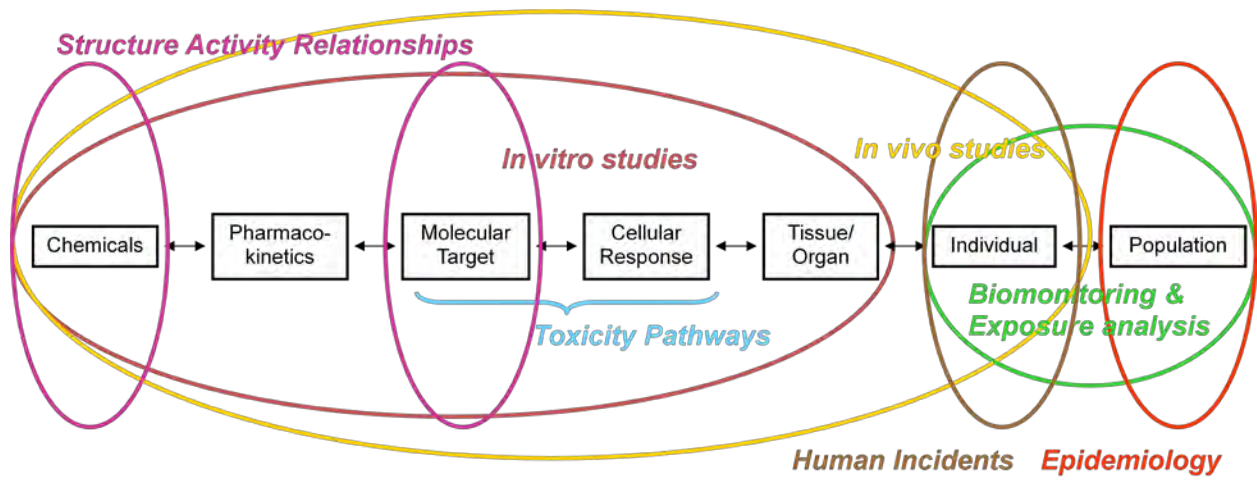 Structure Activity Relationships
In vitro studies
In vivo studies
Chemicals
Pharmaco-
kinetics
Molecular
Target
Cellular
Response
Tissue/
Organ
Individual
Population
Toxicity Pathways
Biomonitoring &
Exposure analysis
Human Incidents
Epidemiology